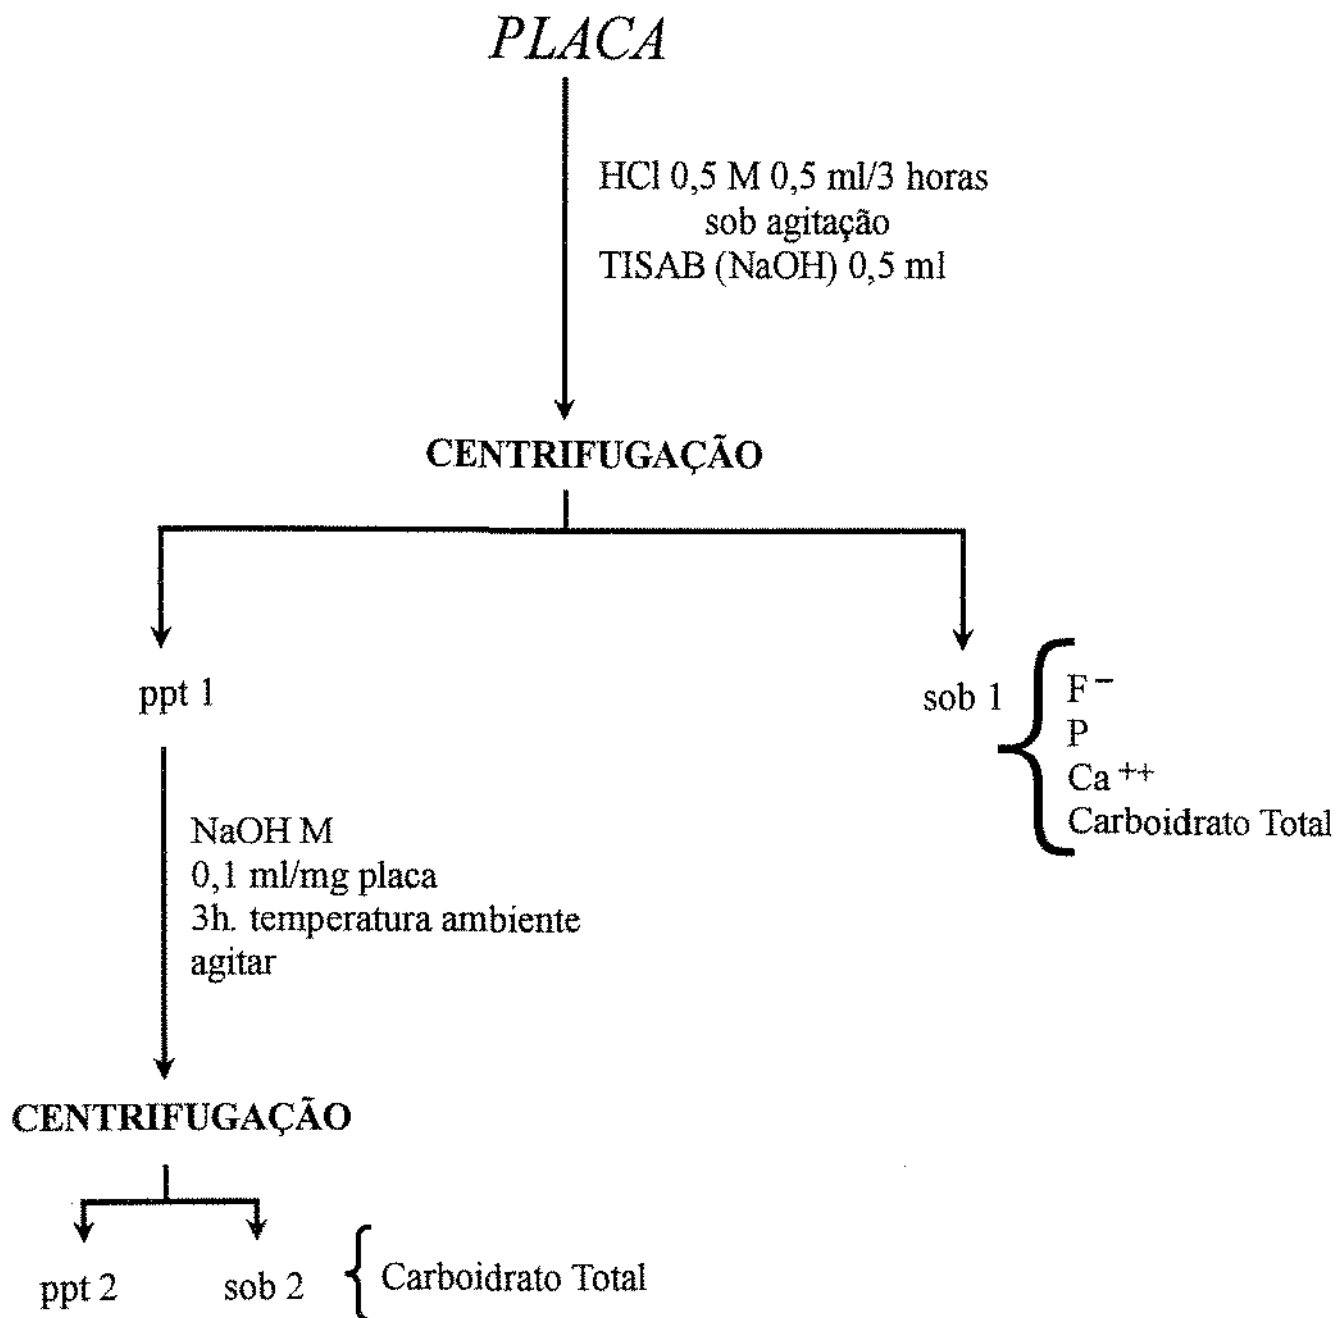 PLACA
HCl 0,5 M 0,5 ml/3 horas
sob agitação
TISAB (NaOH) 0,5 ml
CENTRIFUGAÇÃO
ppt 1
sob 1
F⁻
P
Ca⁺⁺
Carboidrato Total
NaOH M
0,1 ml/mg placa
3h. temperatura ambiente
agitar
CENTRIFUGAÇÃO
ppt 2
sob 2
Carboidrato Total